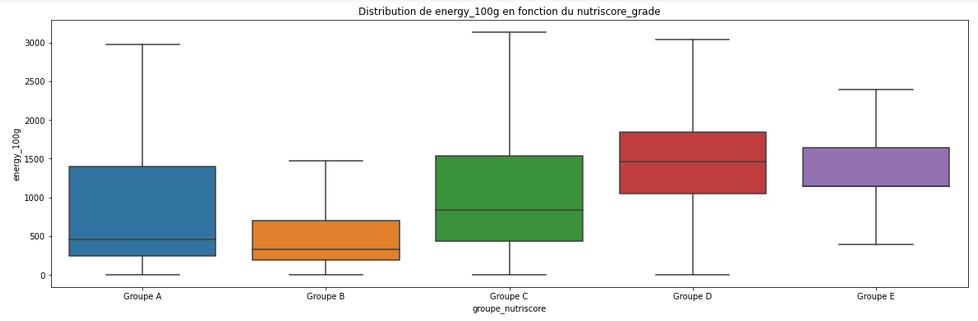 Distribution de energy_100g en fonction du nutriscore_grade
energy_100g
3000
2500
2000
1500
1000
500
0
Groupe A
Groupe B
Groupe C
Groupe D
Groupe E
groupe_nutriscore